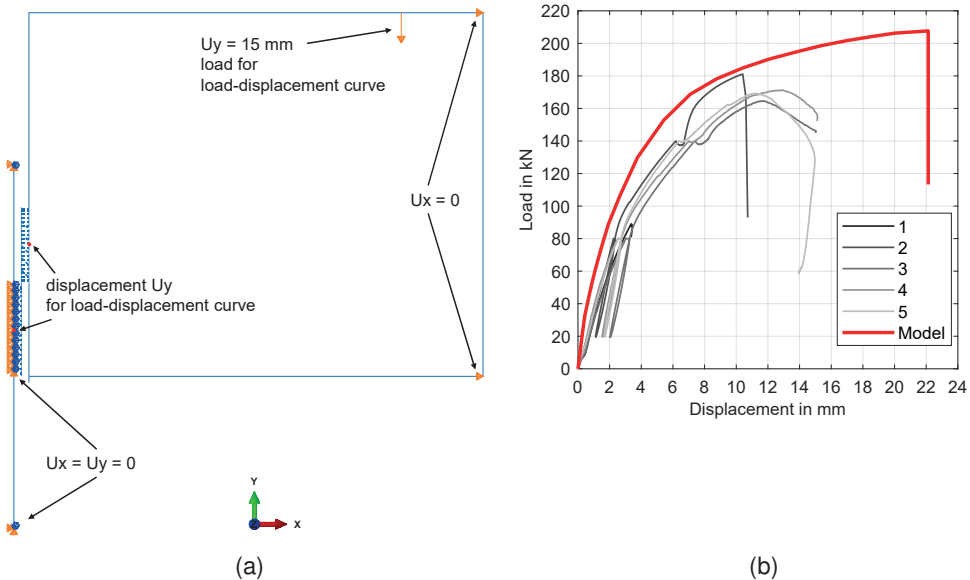 Uy = 15 mm
load for
load-displacement curve
Ux = 0
displacement Uy
for load-displacement curve
Ux = Uy = 0
Y
X
Z
(a)
220
200
180
160
140
120
100
80
60
40
20
0
Load in kN
0 2 4 6 8 10 12 14 16 18 20 22 24
Displacement in mm
1
2
3
4
5
Model
(b)